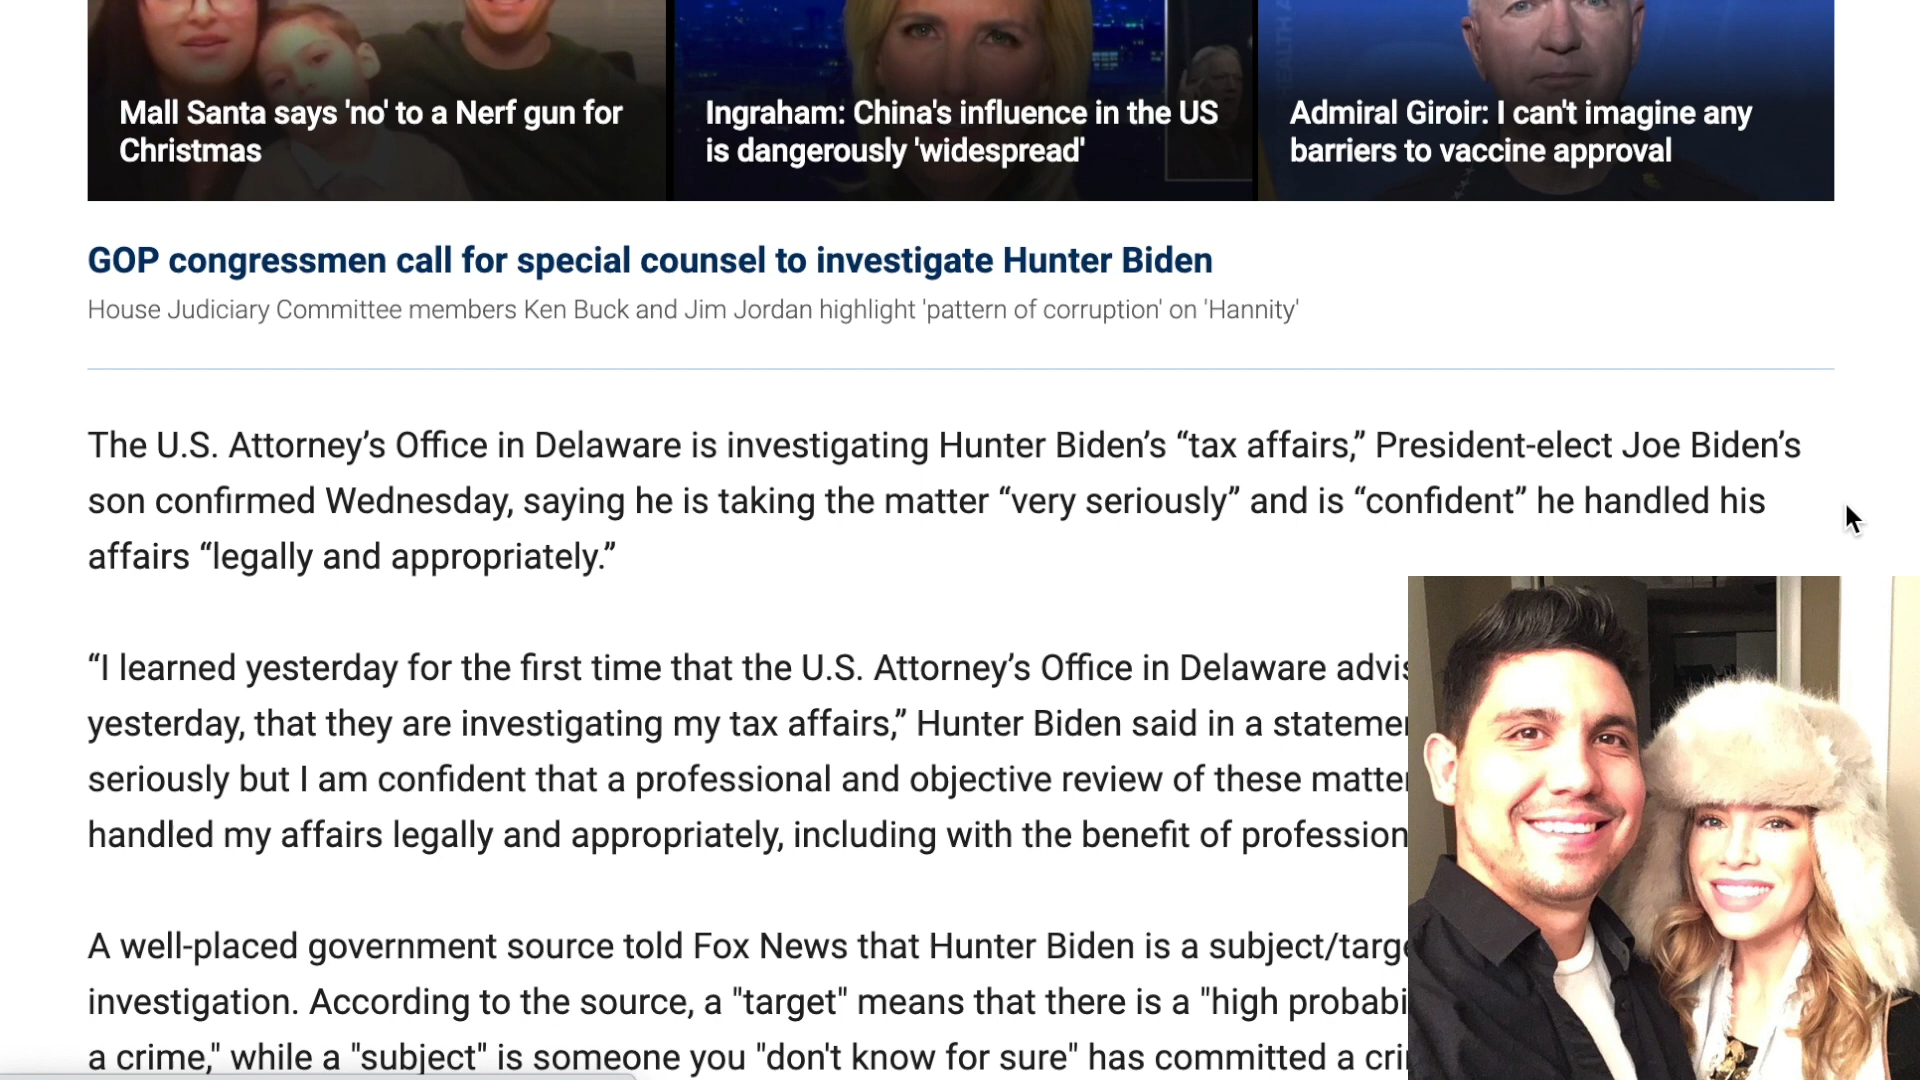 Mall Santa says 'no' to a Nerf gun for
Christmas
Ingraham: China's influence in the US
is dangerously 'widespread'
Admiral Giroir: I can't imagine any
barriers to vaccine approval
GOP congressmen call for special counsel to investigate Hunter Biden
House Judiciary Committee members Ken Buck and Jim Jordan highlight 'pattern of corruption' on 'Hannity'
The U.S. Attorney’s Office in Delaware is investigating Hunter Biden’s “tax affairs,” President-elect Joe Biden’s
son confirmed Wednesday, saying he is taking the matter “very seriously” and is “confident” he handled his
affairs “legally and appropriately.”
“I learned yesterday for the first time that the U.S. Attorney’s Office in Delaware
yesterday, that they are investigating my tax affairs,” Hunter Biden said in a
seriously but I am confident that a professional and objective review of these
handled my affairs legally and appropriately, including with the benefit of
A well-placed government source told Fox News that Hunter Biden is a
investigation. According to the source, a "target" means that there is a "high
a crime," while a "subject" is someone you "don't know for sure" has committed a